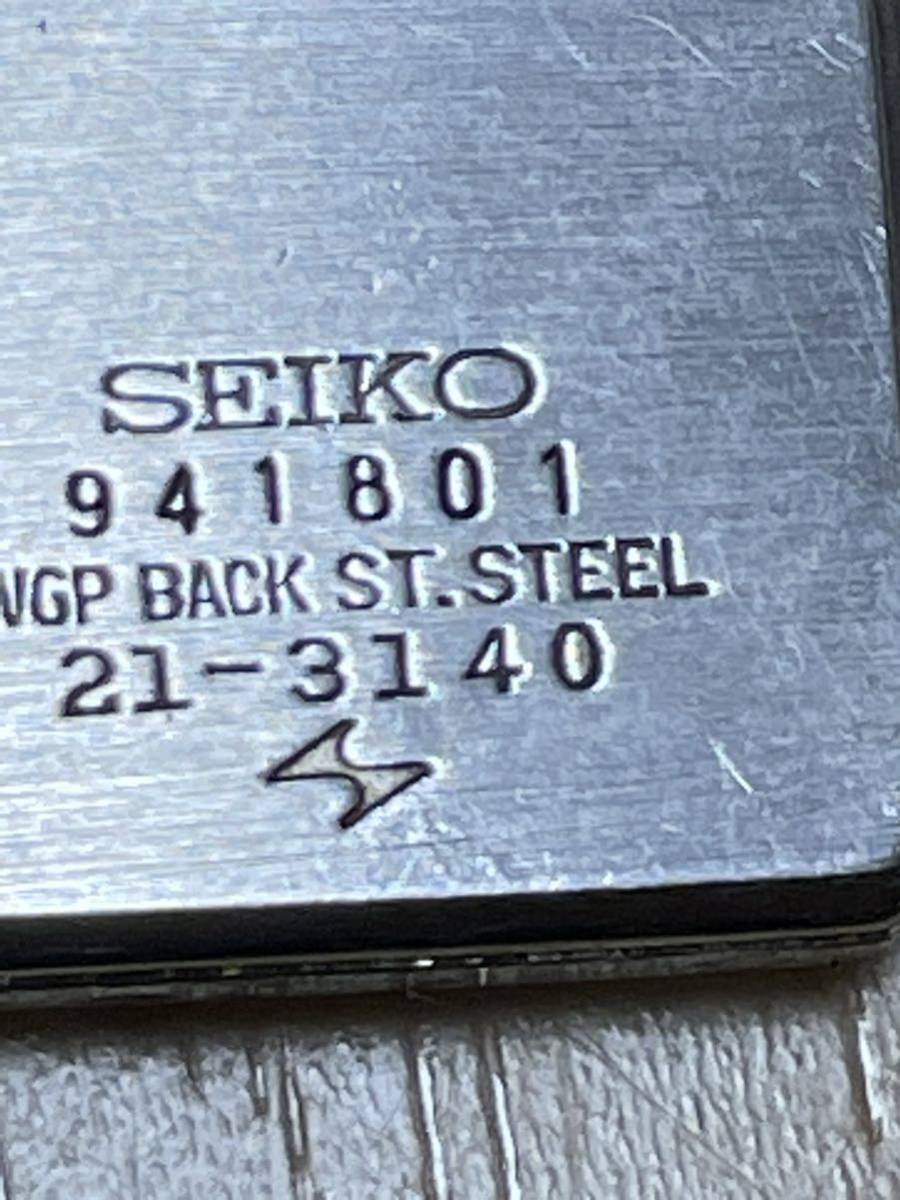 SEIKO
941801
WGP BACK ST.STEEL
21-3140